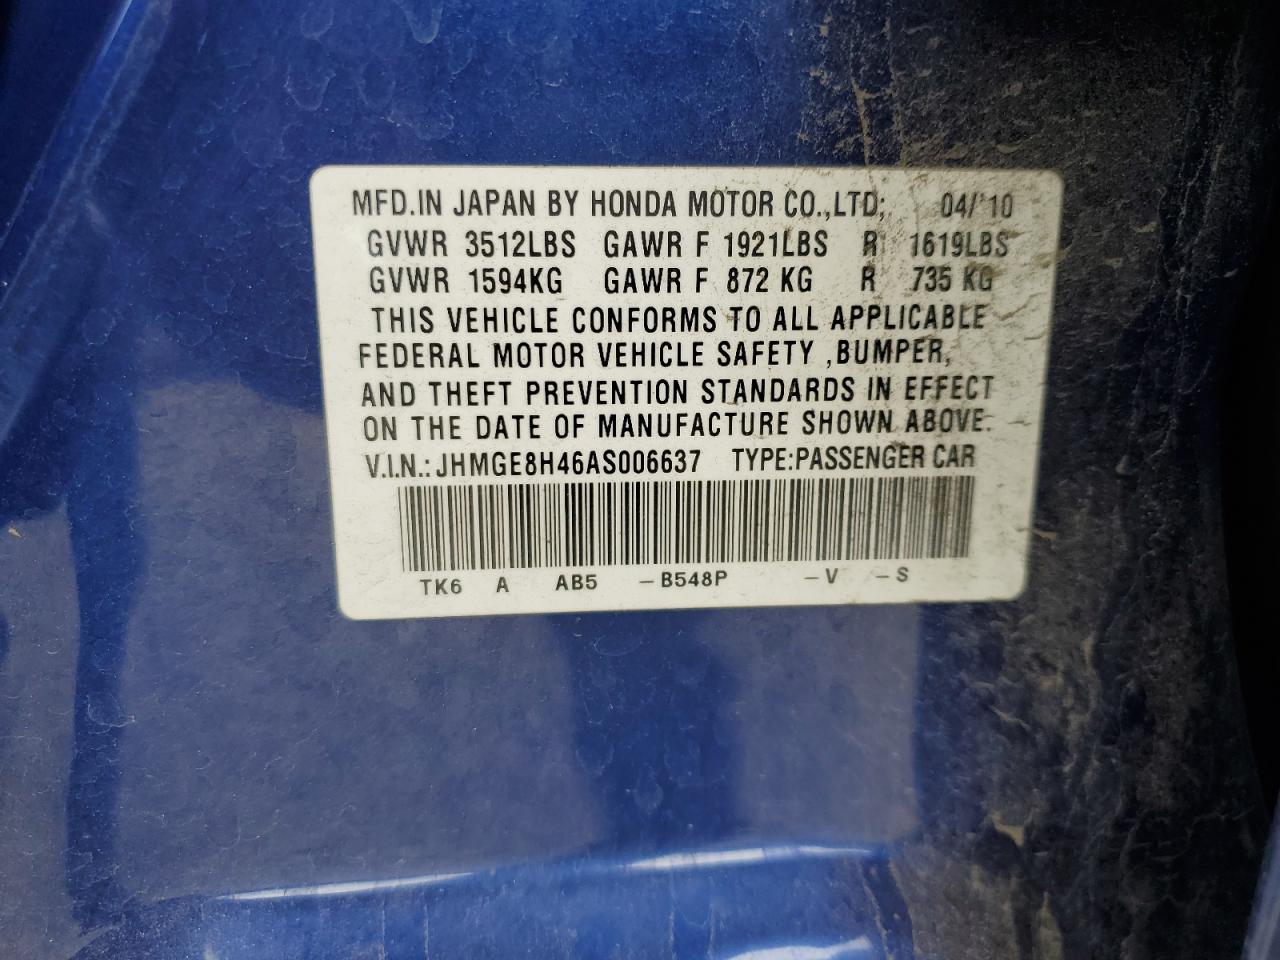 MFD.IN JAPAN BY HONDA MOTOR CO.,LTD; 04/'10
GVWR 3512LBS GAWR F 1921LBS R 1619LBS
GVWR 1594KG GAWR F 872 KG R 735 KG
THIS VEHICLE CONFORMS TO ALL APPLICABLE
FEDERAL MOTOR VEHICLE SAFETY ,BUMPER,
AND THEFT PREVENTION STANDARDS IN EFFECT
ON THE DATE OF MANUFACTURE SHOWN ABOVE.
V.I.N.: JHMGE8H46AS006637 TYPE:PASSENGER CAR
TK6 A AB5 -B548P -V -S